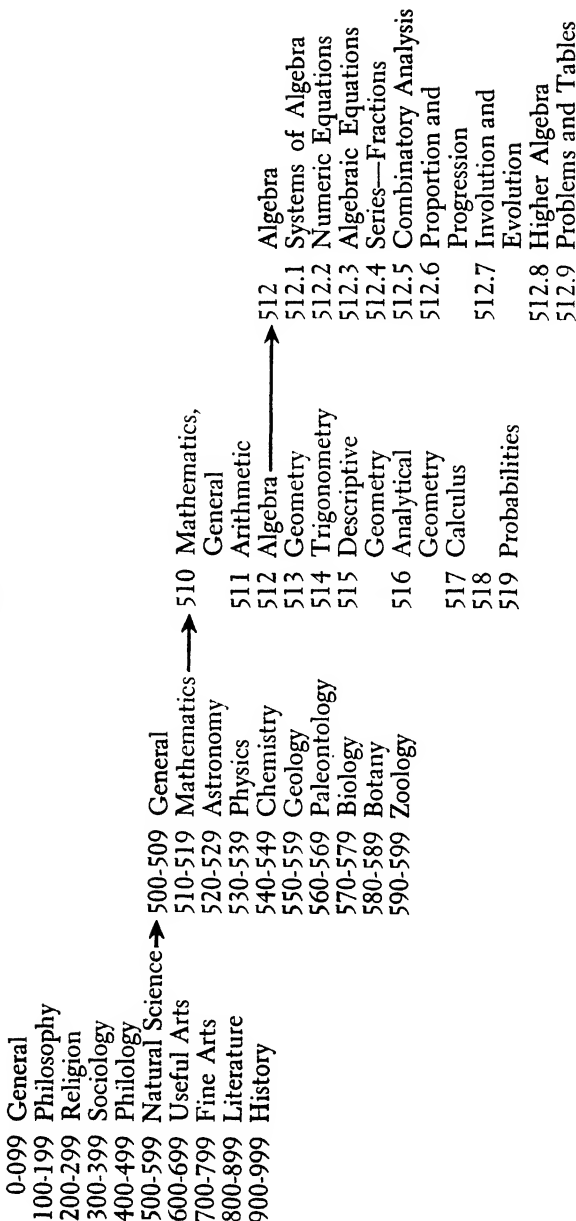 0-099 General
100-199 Philosophy
200-299 Religion
300-399 Sociology
400-499 Philology
500-599 Natural Science
600-699 Useful Arts
700-799 Fine Arts
800-899 Literature
900-999 History
500-509 General
510-519 Mathematics
520-529 Astronomy
530-539 Physics
540-549 Chemistry
550-559 Geology
560-569 Paleontology
570-579 Biology
580-589 Botany
590-599 Zoology
510 Mathematics,
General
511 Arithmetic
512 Algebra
513 Geometry
514 Trigonometry
515 Descriptive
Geometry
516 Analytical
Geometry
517 Calculus
518
519 Probabilities
512 Algebra
512.1 Systems of Algebra
512.2 Numeric Equations
512.3 Algebraic Equations
512.4 Series—Fractions
512.5 Combinatory Analysis
512.6 Proportion and
Progression
512.7 Involution and
Evolution
512.8 Higher Algebra
512.9 Problems and Tables